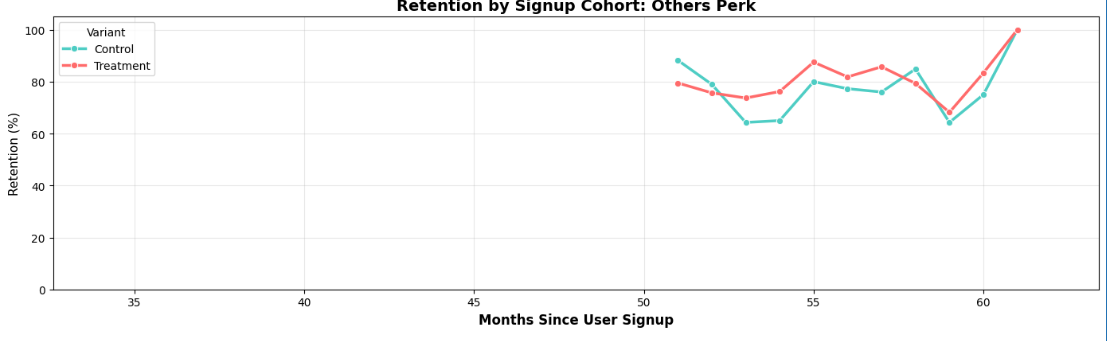 Retention by Signup Cohort: Others Perk
Variant
Control
Treatment
Retention (%)
100
80
60
40
20
0
35 40 45 50 55 60
Months Since User Signup